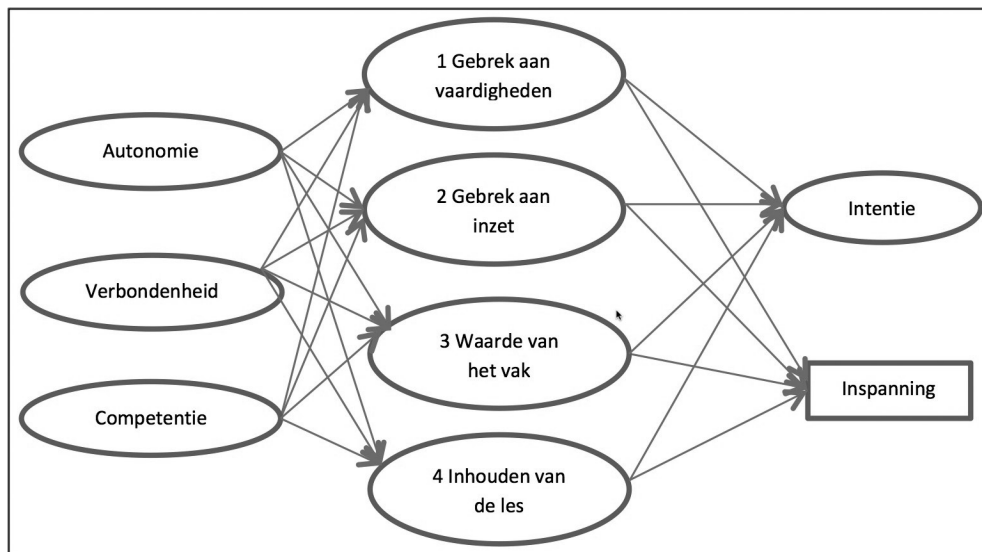 Autonomie
Verbondenheid
Competentie
1 Gebrek aan
vaardigheden
2 Gebrek aan
inzet
3 Waarde van
het vak
4 Inhouden van
de les
Intentie
Inspanning